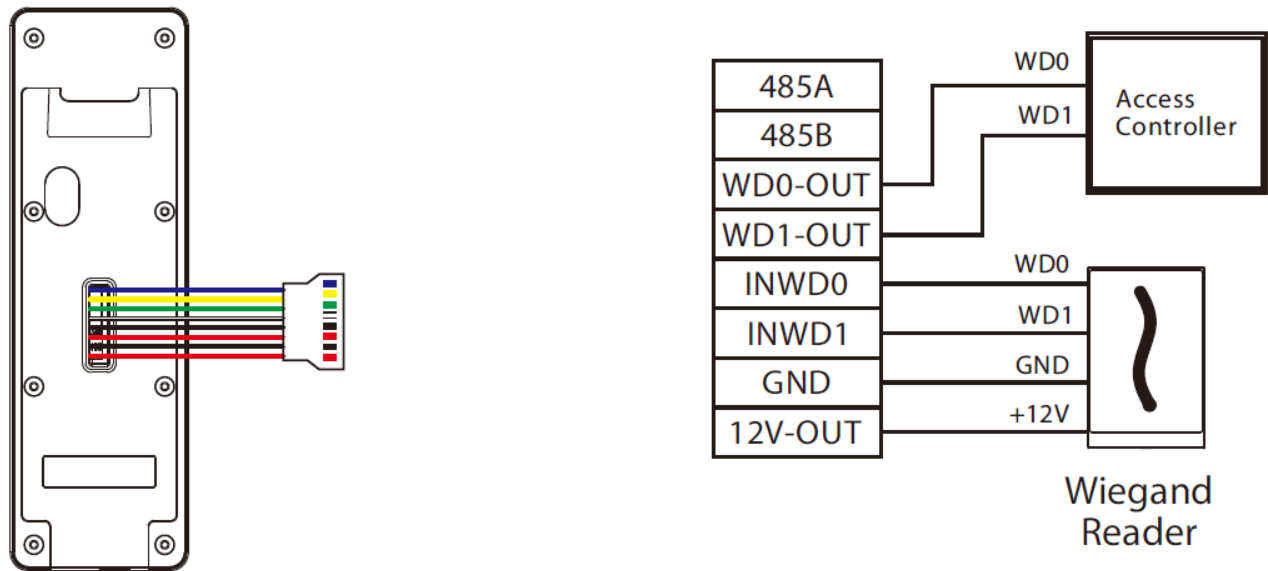 485A
485B
WD0-OUT
WD1-OUT
INWD0
INWD1
GND
12V-OUT
WD0
WD1
Access
Controller
WD0
WD1
GND
+12V
Wiegand
Reader